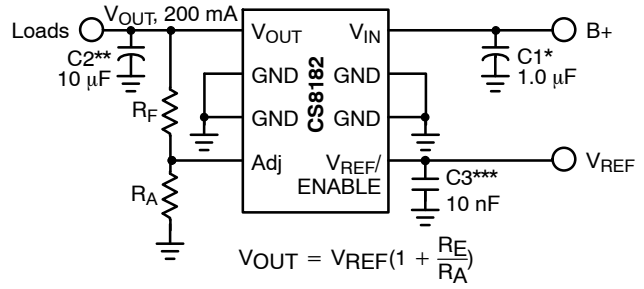 Loads
VOUT, 200 mA
C2**
10 μF
RF
RA
VOUT
GND
GND
Adj
CS8182
VIN
GND
GND
VREF/
ENABLE
C1*
1.0 μF
B+
C3***
10 nF
VREF
VOUT = VREF(1 + RE/RA)